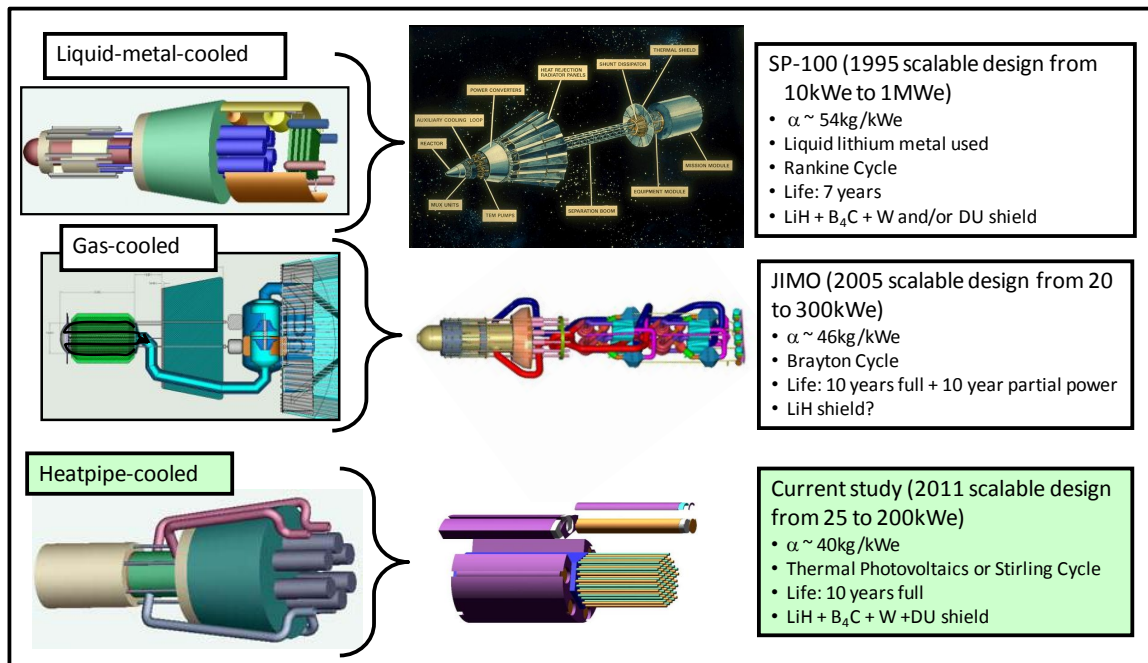 Liquid-metal-cooled
THERMAL SHIELD
SHUNT DISSIPATOR
HEAT REJECTION
RADIATOR PANELS
POWER CONVERTERS
AUXILIARY COOLING LOOP
REACTOR
MUX UNITS
TEM PUMPS
SEPARATION BOOM
EQUIPMENT MODULE
MISSION MODULE
SP-100 (1995 scalable design from
10kWe to 1MWe)
• α ~ 54kg/kWe
• Liquid lithium metal used
• Rankine Cycle
• Life: 7 years
• LiH + B₄C + W and/or DU shield
Gas-cooled
JIMO (2005 scalable design from 20
to 300kWe)
• α ~ 46kg/kWe
• Brayton Cycle
• Life: 10 years full + 10 year partial power
• LiH shield?
Heatpipe-cooled
Current study (2011 scalable design
from 25 to 200kWe)
• α ~ 40kg/kWe
• Thermal Photovoltaics or Stirling Cycle
• Life: 10 years full
• LiH + B₄C + W +DU shield